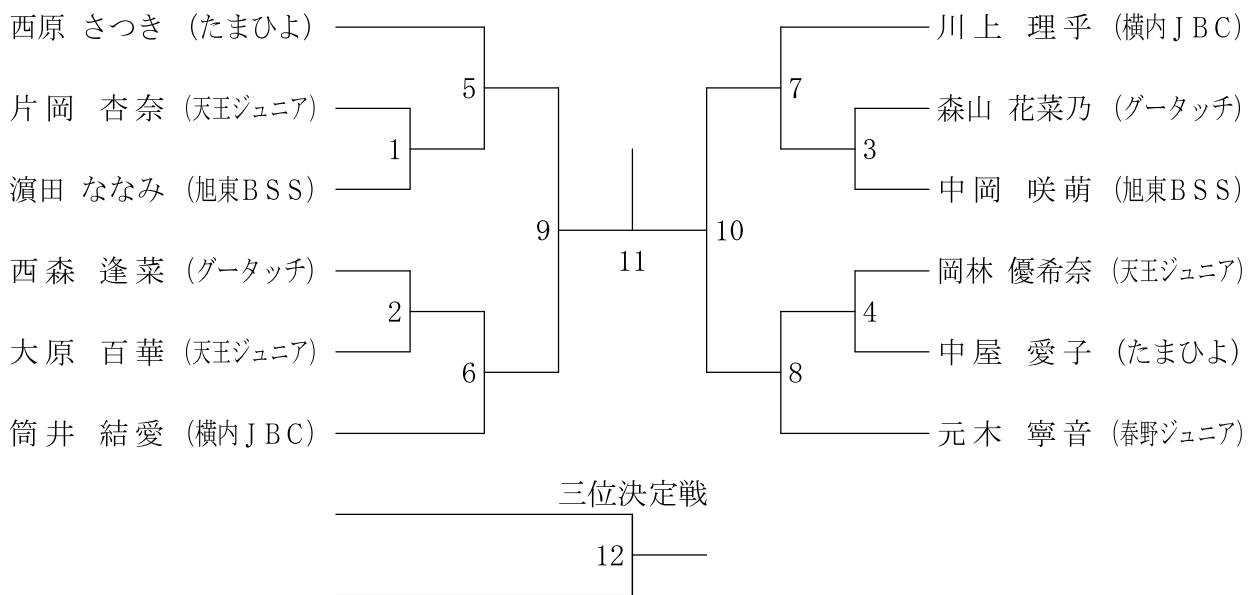 西原 さつき (たまひよ)
5
片岡 杏奈 (天王ジュニア)
1
濵田 ななみ (旭東BSS)
9
西森 逢菜 (グータッチ)
2
大原 百華 (天王ジュニア)
6
筒井 結愛 (横内JBC)
11
川上 理乎 (横内JBC)
7
森山 花菜乃 (グータッチ)
3
中岡 咲萌 (旭東BSS)
10
岡林 優希奈 (天王ジュニア)
4
中屋 愛子 (たまひよ)
8
元木 寧音 (春野ジュニア)
三位決定戦
12